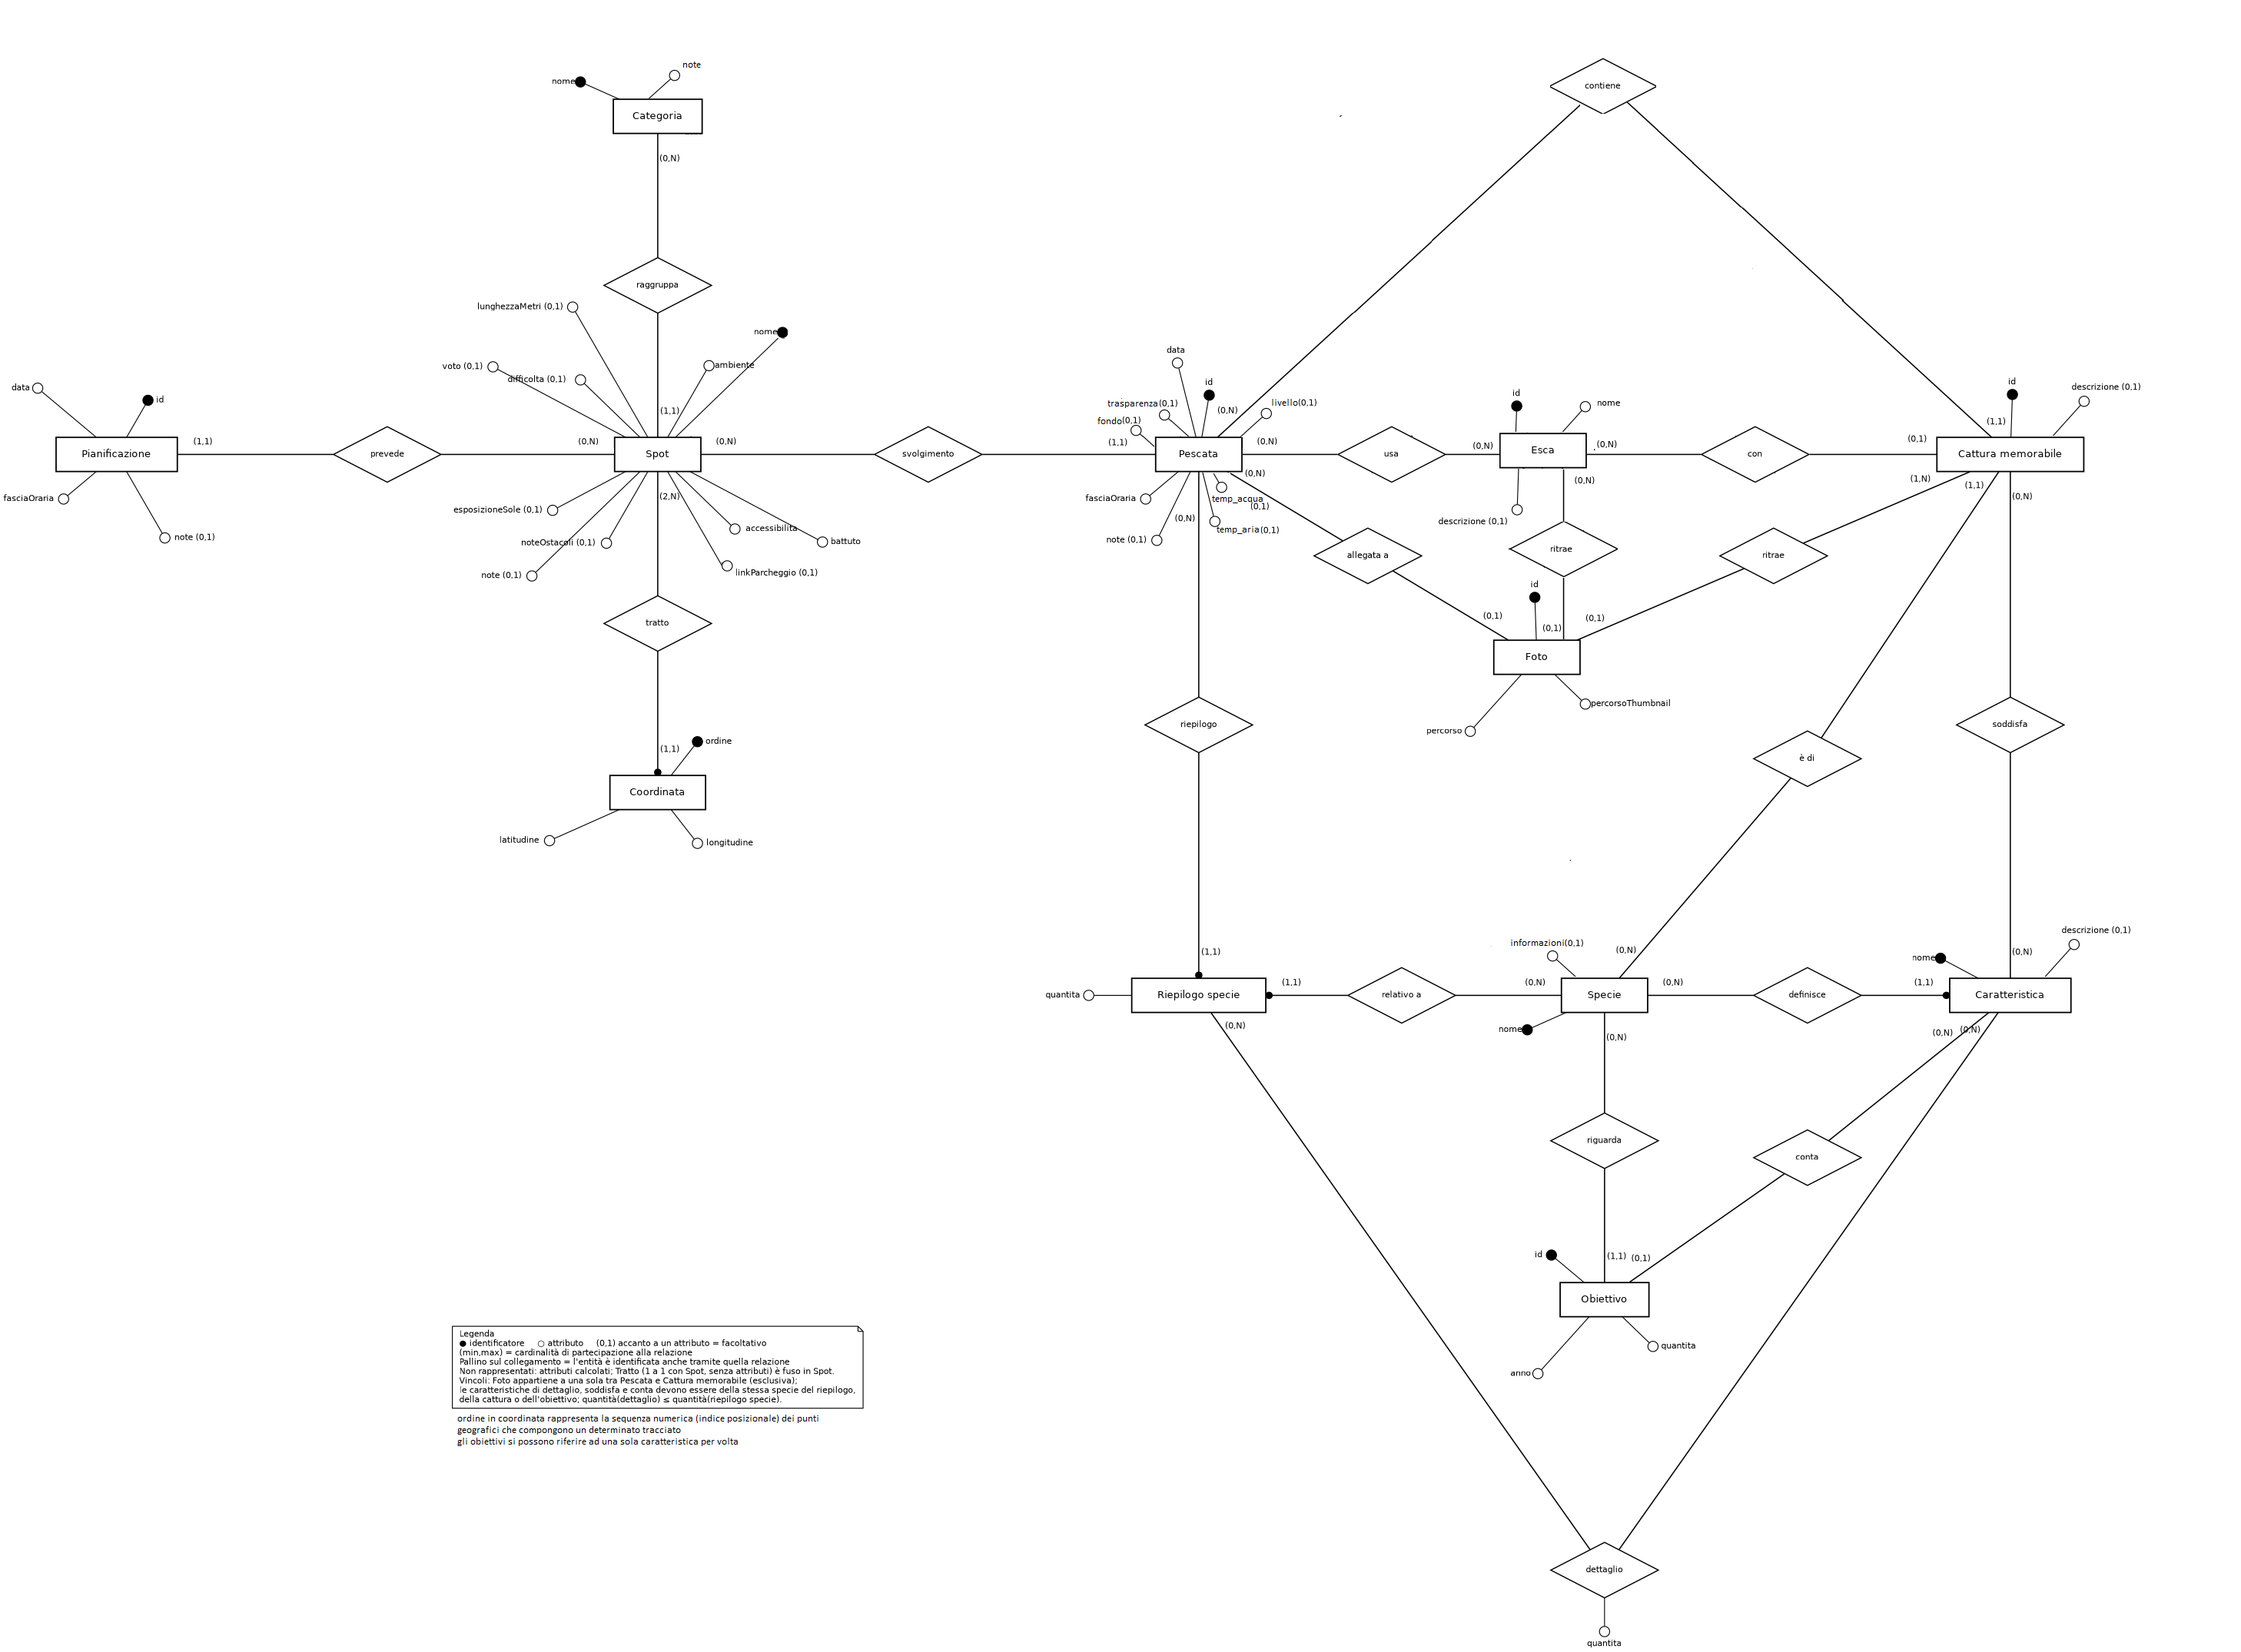 contiene
note
nome
Categoria
(0,N)
raggruppa
lunghezzaMetri (0,1)
nome
voto (0,1)
difficolta (0,1)
ambiente
data
id
(1,1)
Pianificazione
(1,1)
prevede
(0,N)
Spot
(0,N)
svolgimento
fasciaOraria
note (0,1)
(2,N)
esposizioneSole (0,1)
noteOstacoli (0,1)
note (0,1)
accessibilita
battuto
linkParcheggio (0,1)
tratto
(1,1)
ordine
Coordinata
latitudine
longitudine
data
id
trasparenza(0,1)
(0,N)
livello(0,1)
fondo(0,1)
(1,1)
Pescata
(0,N)
usa
(0,N)
id
nome
Esca
(0,N)
con
(0,1)
id
descrizione (0,1)
(1,1)
Cattura memorabile
fasciaOraria
(0,N)
note (0,1)
(0,N)
temp_acqua
(0,1)
temp_aria(0,1)
descrizione (0,1)
(0,N)
(1,N)
(1,1)
(0,N)
allegata a
ritrae
ritrae
id
(0,1)
(0,1)
(0,1)
Foto
percorsoThumbnail
percorso
riepilogo
è di
soddisfa
(1,1)
quantita
Riepilogo specie
(1,1)
relativo a
(0,N)
informazioni(0,1)
(0,N)
Specie
nome
(0,N)
definisce
(1,1)
nome
(0,N)
descrizione (0,1)
Caratteristica
(0,N)
(0,N)
(0,N)
(0,N)
riguarda
conta
id
(1,1)
(0,1)
Obiettivo
anno
quantita
Legenda
● identificatore ○ attributo (0,1) accanto a un attributo = facoltativo
(min,max) = cardinalità di partecipazione alla relazione
Pallino sul collegamento = l'entità è identificata anche tramite quella relazione
Non rappresentati: attributi calcolati; Tratto (1 a 1 con Spot, senza attributi) è fuso in Spot.
Vincoli: Foto appartiene a una sola tra Pescata e Cattura memorabile (esclusiva);
le caratteristiche di dettaglio, soddisfa e conta devono essere della stessa specie del riepilogo,
della cattura o dell'obiettivo; quantità(dettaglio) ≤ quantità(riepilogo specie).
ordine in coordinata rappresenta la sequenza numerica (indice posizionale) dei punti
geografici che compongono un determinato tracciato
gli obiettivi si possono riferire ad una sola caratteristica per volta
dettaglio
quantita